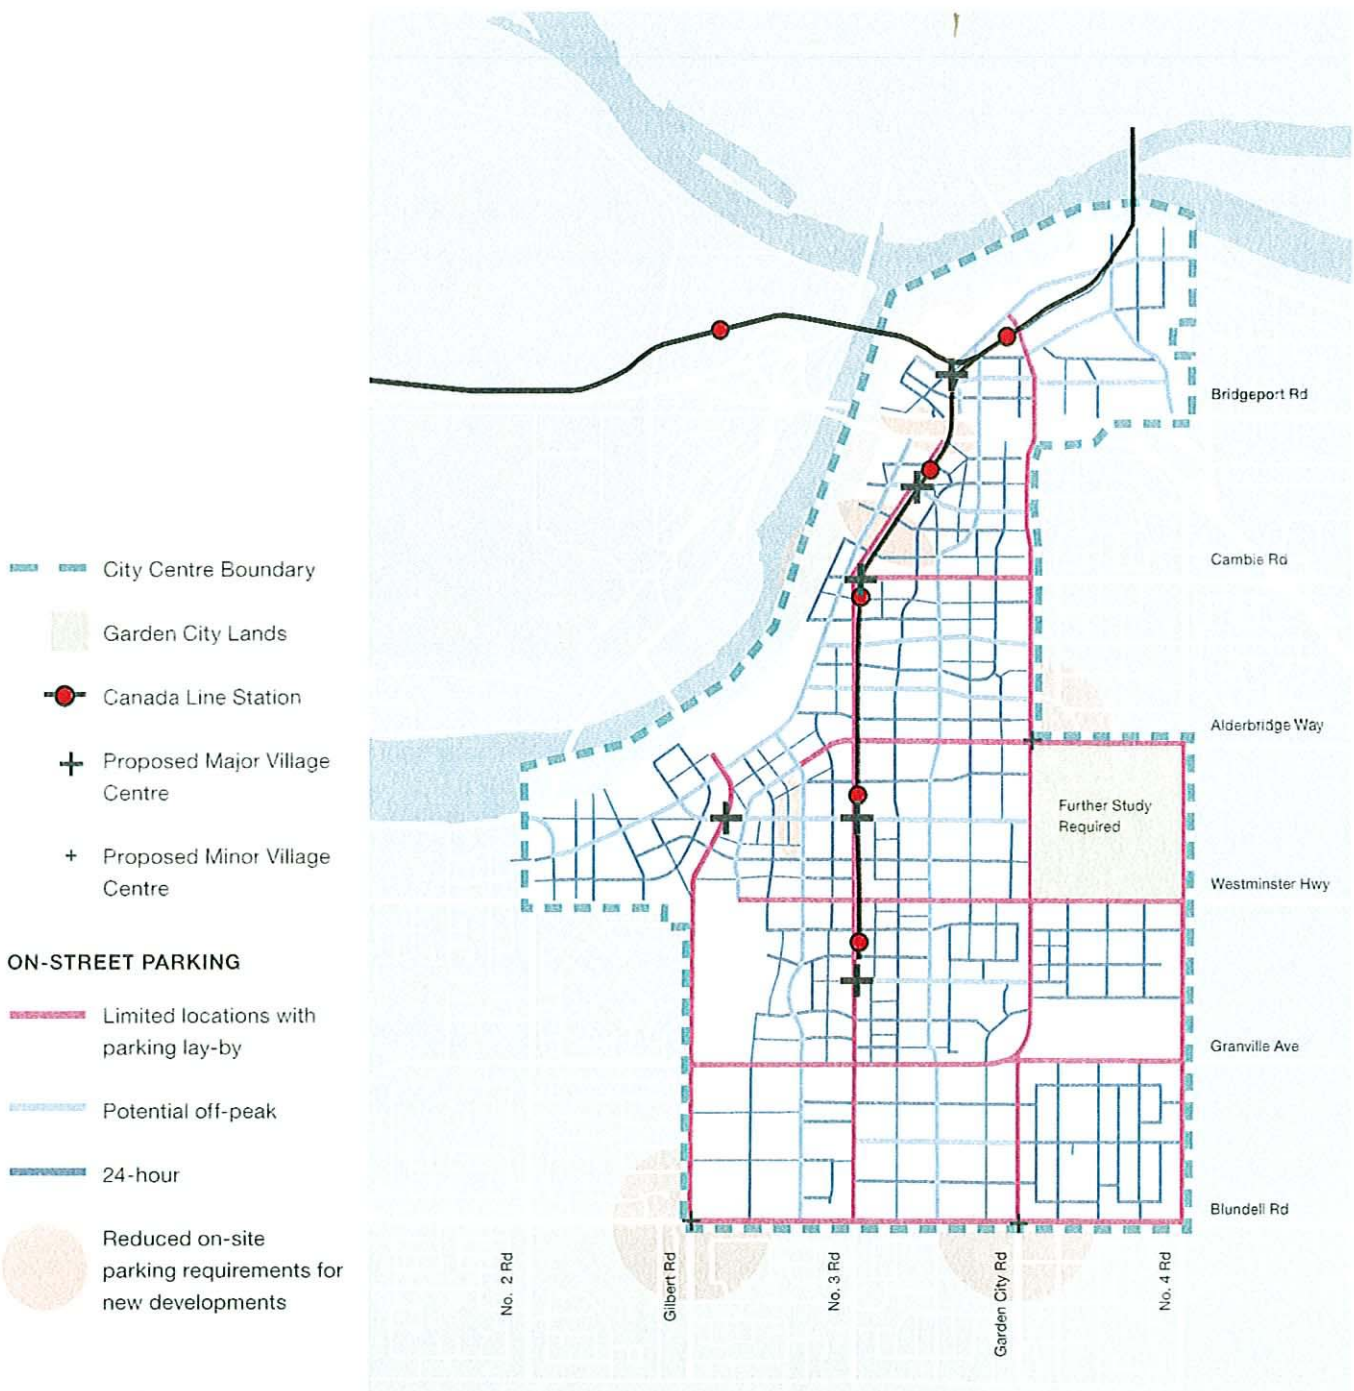 City Centre Boundary
Garden City Lands
Canada Line Station
Proposed Major Village
Centre
Proposed Minor Village
Centre
ON-STREET PARKING
Limited locations with
parking lay-by
Potential off-peak
24-hour
Reduced on-site
parking requirements for
new developments
Bridgeport Rd
Cambie Rd
Alderbridge Way
Further Study
Required
Westminster Hwy
Granville Ave
Blundell Rd
No. 2 Rd
Gilbert Rd
No. 3 Rd
Garden City Rd
No. 4 Rd